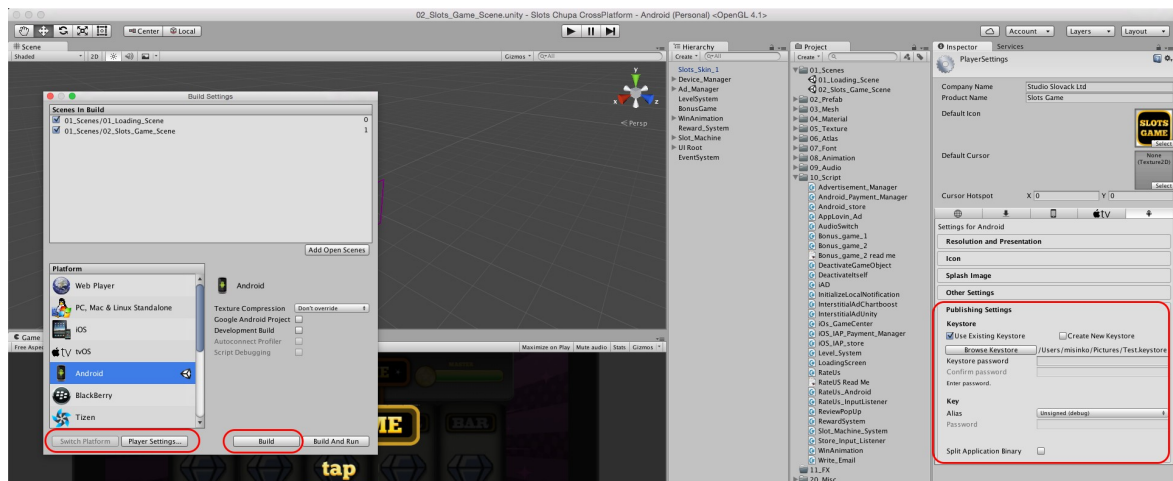 02_Slots_Game_Scene.unity - Slots Chupa CrossPlatform - Android (Personal) <OpenGL 4.1>
Center Local
Account Layers Layout
Scene
Shaded 2D Gizmos All
Y
x z
Persp
Build Settings
Scenes In Build
01_Scenes/01_Loading_Scene 0
01_Scenes/02_Slots_Game_Scene 1
Add Open Scenes
Platform
Web Player
PC, Mac & Linux Standalone
iOS
tv tvOS
Android
BlackBerry
Tizen
Android
Texture Compression Don't override
Google Android Project
Development Build
Autoconnect Profiler
Script Debugging
Switch Platform Player Settings... Build Build And Run
Game
Free Aspe
Maximize on Play Mute audio Stats Gizmos
ME BAR
tap
Hierarchy
Create All
Slots_Skin_1
Device_Manager
Ad_Manager
LevelSystem
BonusGame
WinAnimation
Reward_System
Slot_Machine
UI Root
EventSystem
Project
Create
01_Scenes
01_Loading_Scene
02_Slots_Game_Scene
02_Prefab
03_Mesh
04_Material
05_Texture
06_Atlas
07_Font
08_Animation
09_Audio
10_Script
Advertisement_Manager
Android_Payment_Manager
Android_store
AppLovin_Ad
AudioSwitch
Bonus_game_1
Bonus_game_2
Bonus_game_2 read me
DeactivateGameObject
DeactivateItself
iAD
InitializeLocalNotification
InterstitialAdChartboost
InterstitialAdUnity
iOs_GameCenter
iOS_IAP_Payment_Manager
iOS_IAP_store
Level_System
LoadingScreen
RateUs
RateUS Read Me
RateUs_Android
RateUs_InputListener
ReviewPopUp
RewardSystem
Slot_Machine_System
Store_Input_Listener
WinAnimation
Write_Email
11_FX
20_Misc
Inspector Services
PlayerSettings
Company Name Studio Slovack Ltd
Product Name Slots Game
Default Icon
SLOTS
GAME
Select
Default Cursor None
(Texture2D)
Select
Cursor Hotspot X 0 Y 0
tv
Settings for Android
Resolution and Presentation
Icon
Splash Image
Other Settings
Publishing Settings
Keystore
Use Existing Keystore Create New Keystore
Browse Keystore /Users/misinko/Pictures/Test.keystore
Keystore password
Confirm password
Enter password.
Key
Alias Unsigned (debug)
Password
Split Application Binary